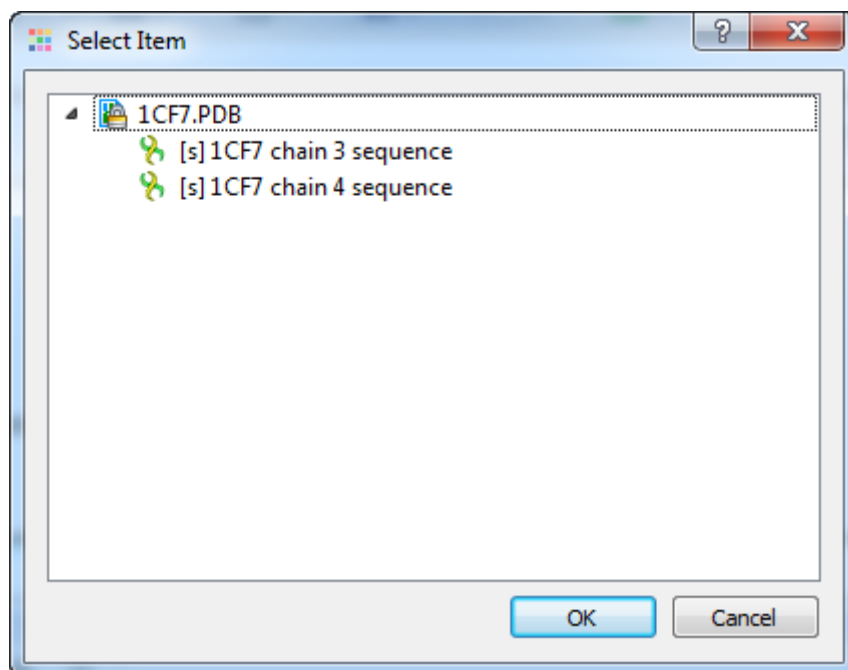 Select Item
1CF7.PDB
[s] 1CF7 chain 3 sequence
[s] 1CF7 chain 4 sequence
OK
Cancel